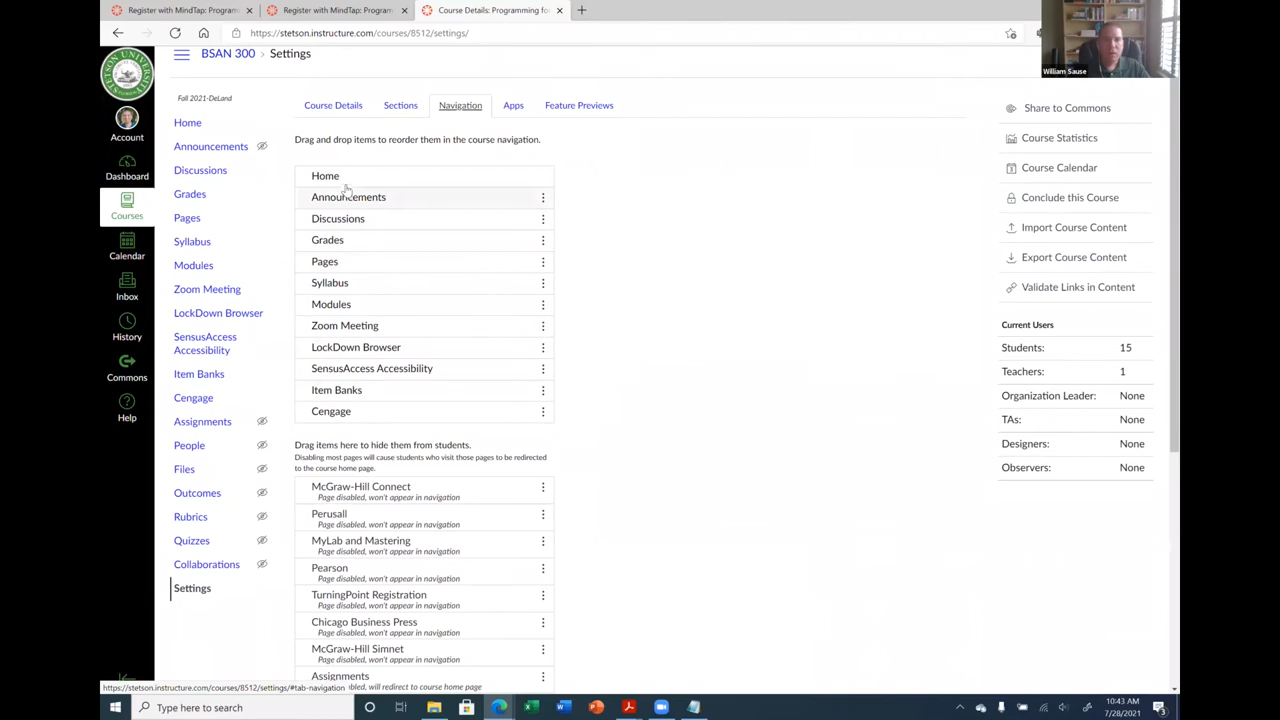 Register with MindTap: Program
Register with MindTap: Program
Course Details: Programming fo
https://stetson.instructure.com/courses/8512/settings/
William Sause
STETSON UNIVERSITY
BSAN 300 > Settings
Account
Dashboard
Courses
Calendar
Inbox
History
Commons
Help
Fall 2021-DeLand
Home
Announcements
Discussions
Grades
Pages
Syllabus
Modules
Zoom Meeting
LockDown Browser
SensusAccess
Accessibility
Item Banks
Cengage
Assignments
People
Files
Outcomes
Rubrics
Quizzes
Collaborations
Settings
Course Details Sections Navigation Apps Feature Previews
Drag and drop items to reorder them in the course navigation.
Home
Announcements
Discussions
Grades
Pages
Syllabus
Modules
Zoom Meeting
LockDown Browser
SensusAccess Accessibility
Item Banks
Cengage
Drag items here to hide them from students.
Disabling most pages will cause students who visit those pages to be redirected
to the course home page.
McGraw-Hill Connect
Page disabled, won't appear in navigation
Perusall
Page disabled, won't appear in navigation
MyLab and Mastering
Page disabled, won't appear in navigation
Pearson
Page disabled, won't appear in navigation
TurningPoint Registration
Page disabled, won't appear in navigation
Chicago Business Press
Page disabled, won't appear in navigation
McGraw-Hill Simnet
Page disabled, won't appear in navigation
Assignments
bled, will redirect to course home page
Share to Commons
Course Statistics
Course Calendar
Conclude this Course
Import Course Content
Export Course Content
Validate Links in Content
Current Users
Students: 15
Teachers: 1
Organization Leader: None
TAs: None
Designers: None
Observers: None
https://stetson.instructure.com/courses/8512/settings/#tab-navigation
Type here to search
10:43 AM
7/28/2021
3